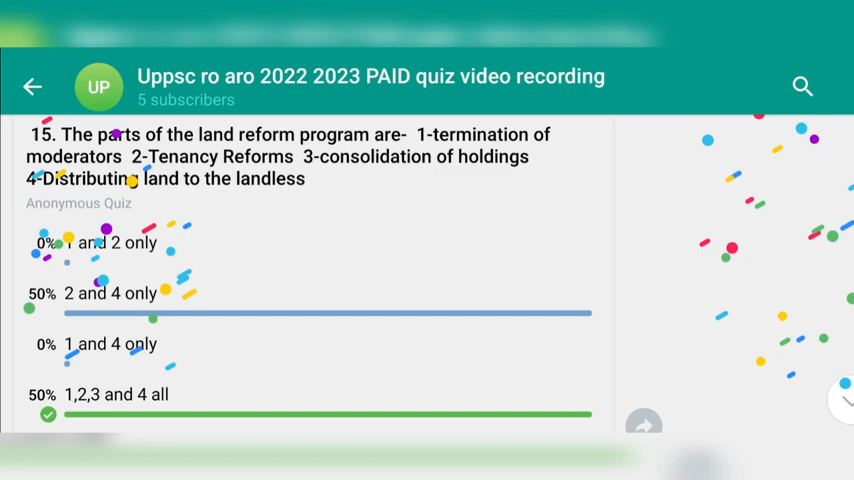 UP
Uppsc ro aro 2022 2023 PAID quiz video recording
5 subscribers
15. The parts of the land reform program are- 1-termination of
moderators 2-Tenancy Reforms 3-consolidation of holdings
4-Distributing land to the landless
Anonymous Quiz
0% 1 and 2 only
50% 2 and 4 only
0% 1 and 4 only
50% 1,2,3 and 4 all